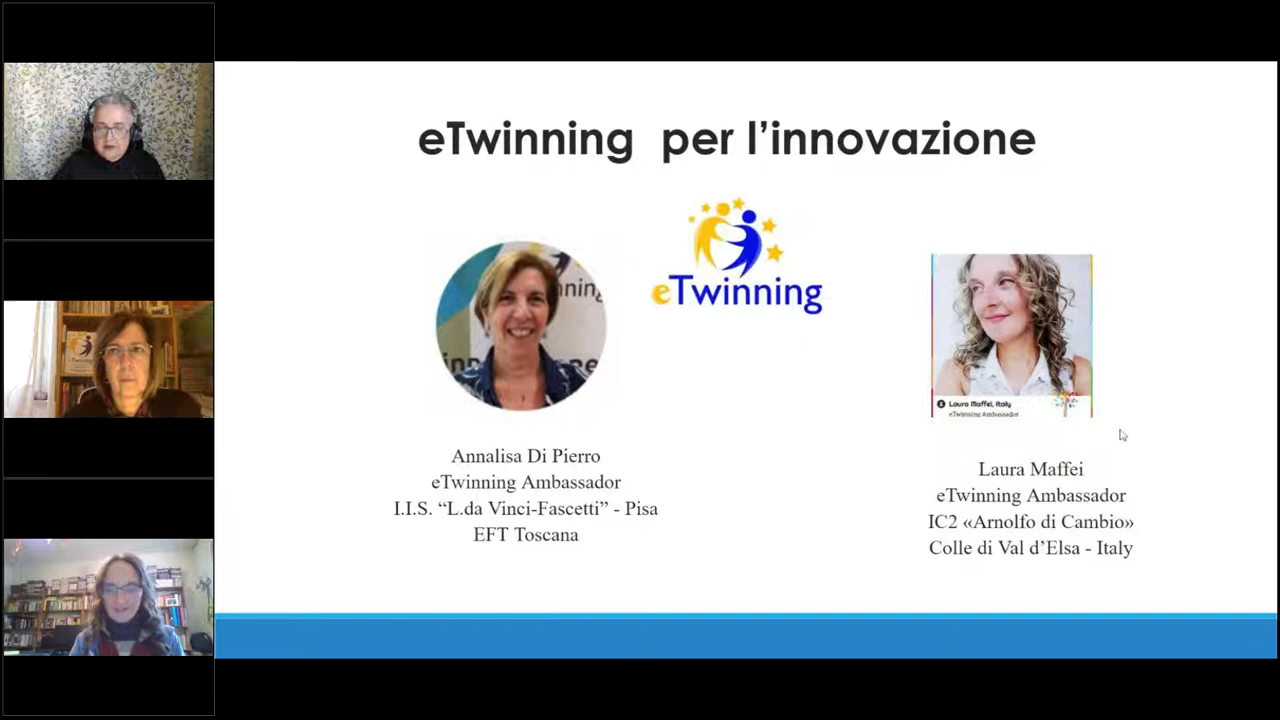 eTwinning per l’innovazione
eTwinning
Annalisa Di Pierro
eTwinning Ambassador
I.I.S. “L.da Vinci-Fascetti” - Pisa
EFT Toscana
Laura Maffei, Italy
eTwinning Ambassador
Laura Maffei
eTwinning Ambassador
IC2 «Arnolfo di Cambio»
Colle di Val d’Elsa - Italy